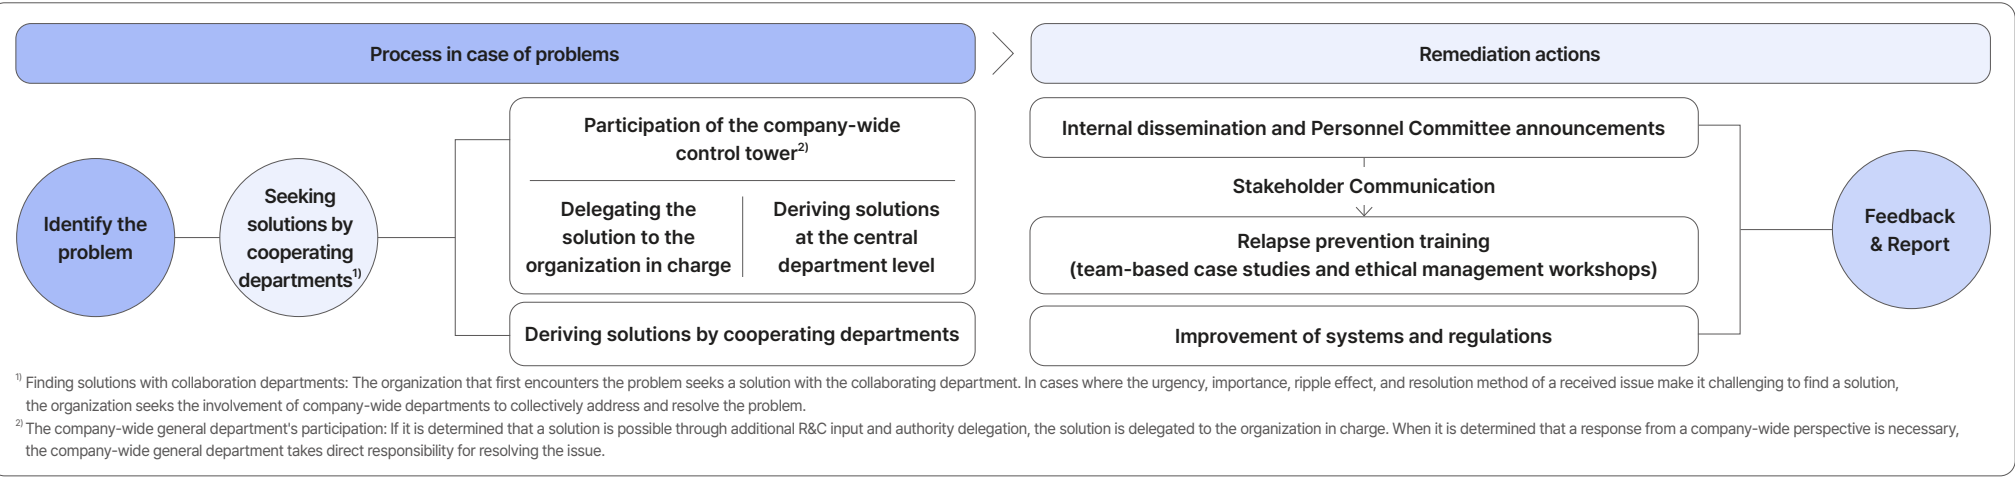 Process in case of problems
Remediation actions
Identify the
problem
Seeking
solutions by
cooperating
departments1)
Participation of the company-wide
control tower2)
Delegating the
solution to the
organization in charge
Deriving solutions
at the central
department level
Deriving solutions by cooperating departments
Internal dissemination and Personnel Committee announcements
Stakeholder Communication
Relapse prevention training
(team-based case studies and ethical management workshops)
Improvement of systems and regulations
Feedback
& Report
1) Finding solutions with collaboration departments: The organization that first encounters the problem seeks a solution with the collaborating department. In cases where the urgency, importance, ripple effect, and resolution method of a received issue make it challenging to find a solution,
the organization seeks the involvement of company-wide departments to collectively address and resolve the problem.
2) The company-wide general department's participation: If it is determined that a solution is possible through additional R&C input and authority delegation, the solution is delegated to the organization in charge. When it is determined that a response from a company-wide perspective is necessary,
the company-wide general department takes direct responsibility for resolving the issue.